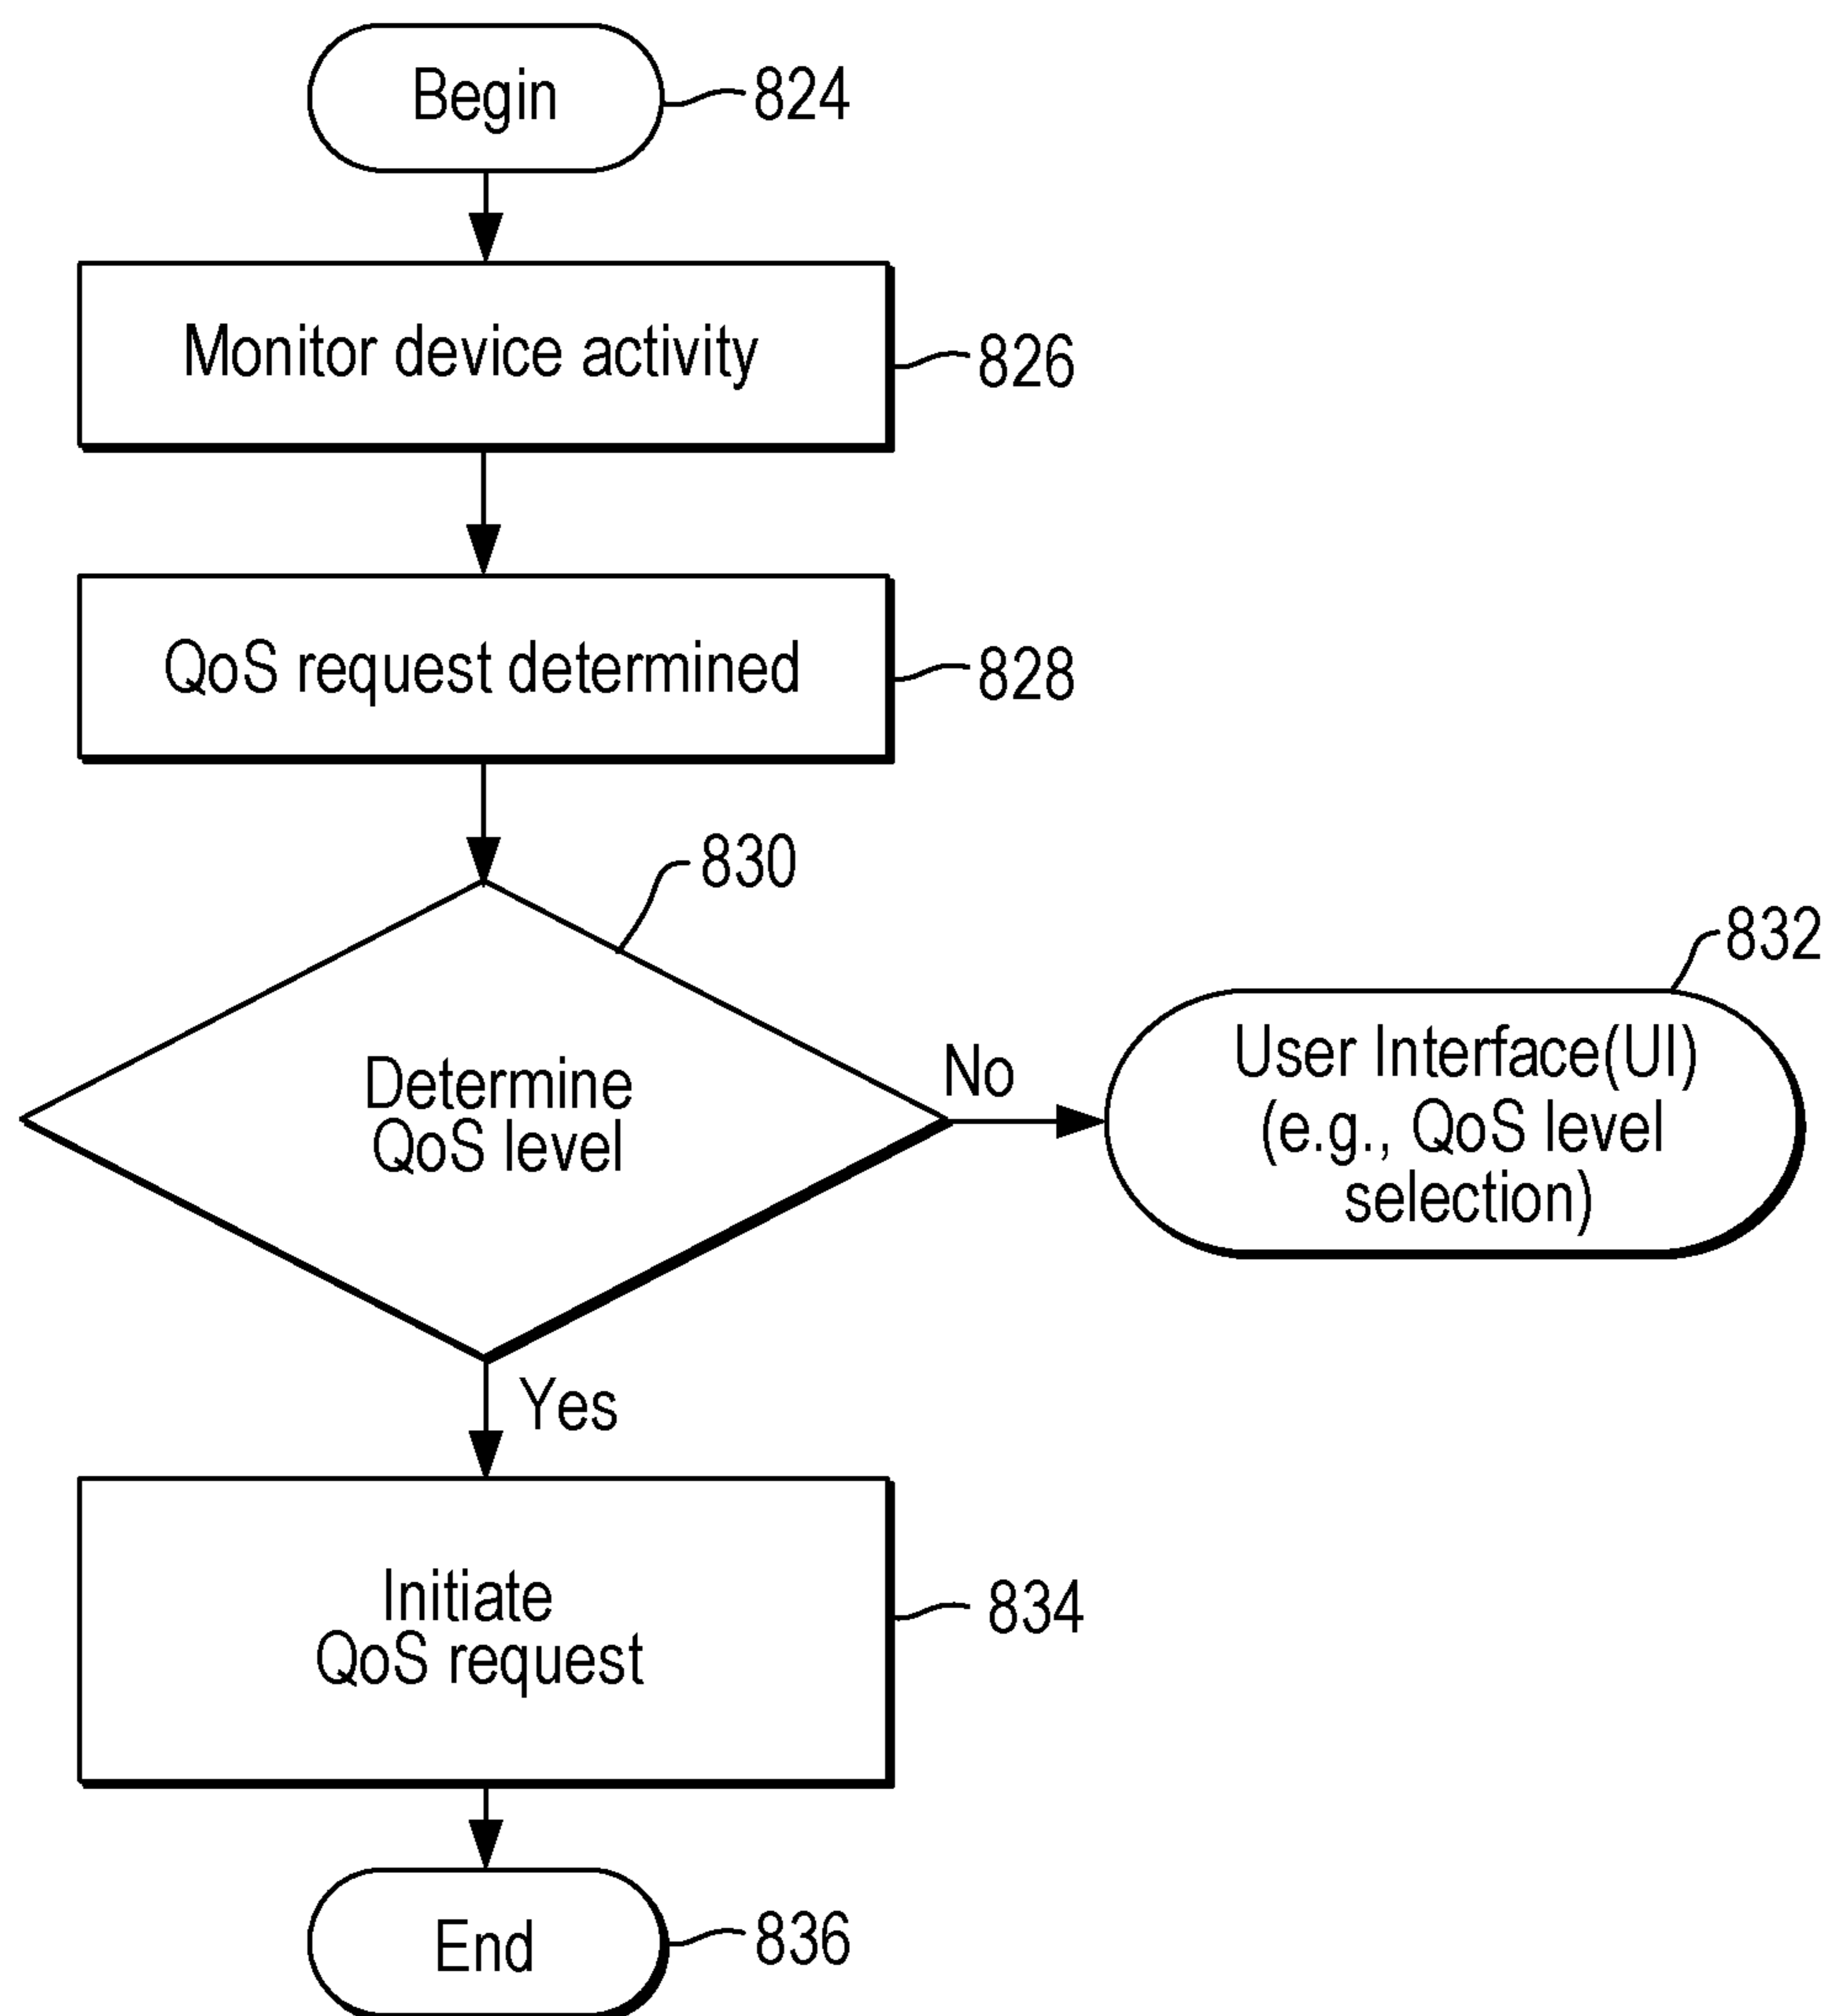 Begin
824
Monitor device activity
826
QoS request determined
828
830
Determine
QoS level
No
832
User Interface(UI)
(e.g., QoS level
selection)
Yes
Initiate
QoS request
834
End
836